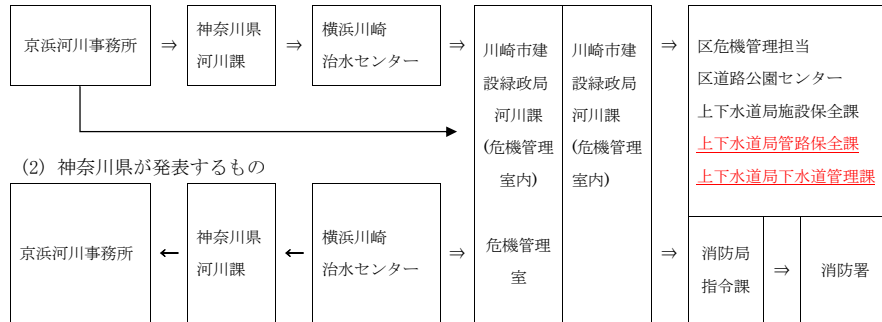 京浜河川事務所
⇒
神奈川県
河川課
⇒
横浜川崎
治水センター
⇒
川崎市建
設緑政局
河川課
(危機管理
室内)
危機管理
室
川崎市建
設緑政局
河川課
(危機管理
室内)
⇒
区危機管理担当
区道路公園センター
上下水道局施設保全課
上下水道局管路保全課
上下水道局下水道管理課
(2) 神奈川県が発表するもの
京浜河川事務所
←
神奈川県
河川課
←
横浜川崎
治水センター
⇒
⇒
消防局
指令課
⇒
消防署